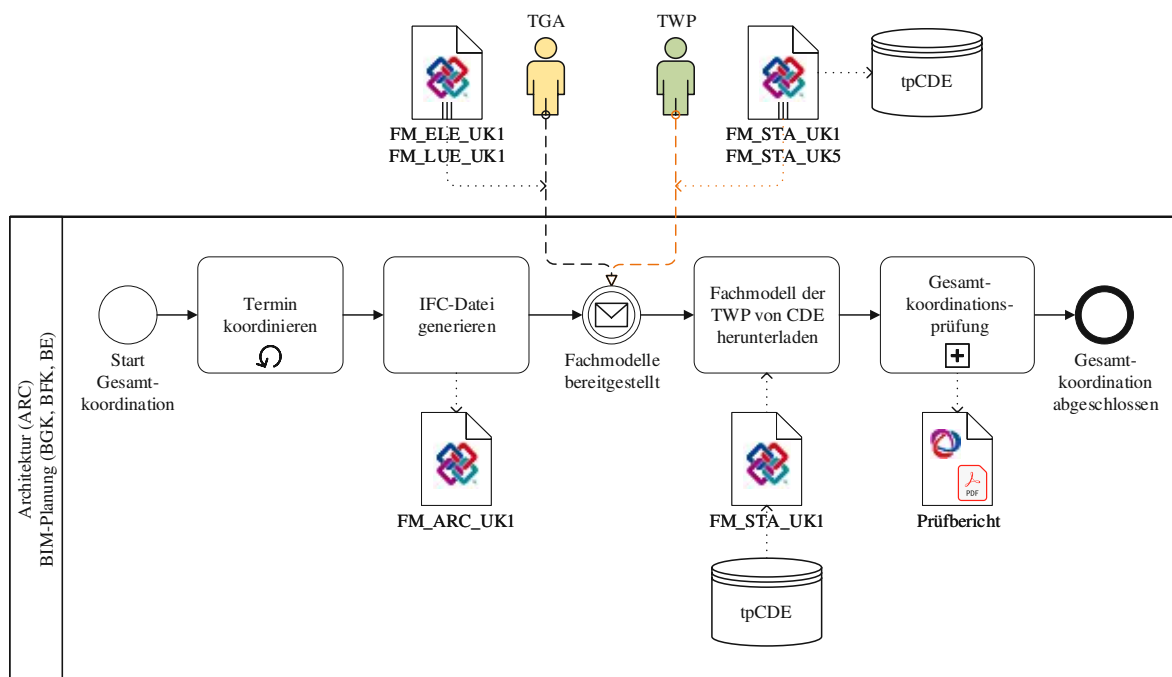 TGA
TWP
tpCDE
FM_ELE_UK1
FM_LUE_UK1
FM_STA_UK1
FM_STA_UK5
Architektur (ARC)
BIM-Planung (BGK, BFK, BE)
Start
Gesamt-
koordination
Termin
koordinieren
IFC-Datei
generieren
Fachmodelle
bereitgestellt
Fachmodell der
TWP von CDE
herunterladen
Gesamt-
koordinations-
prüfung
Gesamt-
koordination
abgeschlossen
FM_ARC_UK1
FM_STA_UK1
PDF
Prüfbericht
tpCDE